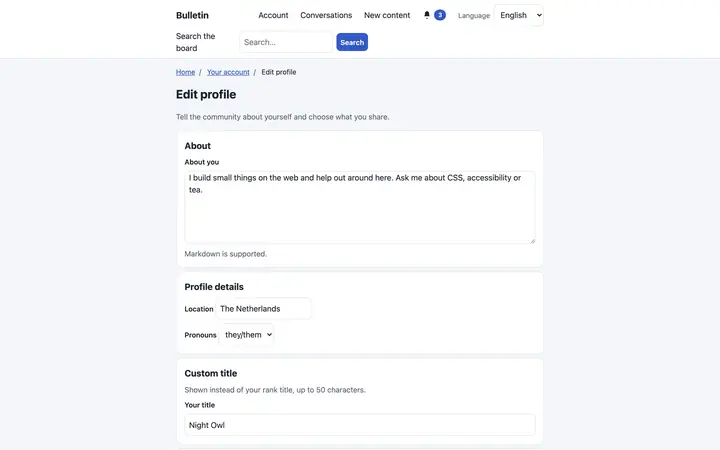 Bulletin Account Conversations New content 3 Language English
Search the board Search... Search
Home / Your account / Edit profile
Edit profile
Tell the community about yourself and choose what you share.
About
About you
I build small things on the web and help out around here. Ask me about CSS, accessibility or
tea.
Markdown is supported.
Profile details
Location The Netherlands
Pronouns they/them
Custom title
Shown instead of your rank title, up to 50 characters.
Your title
Night Owl